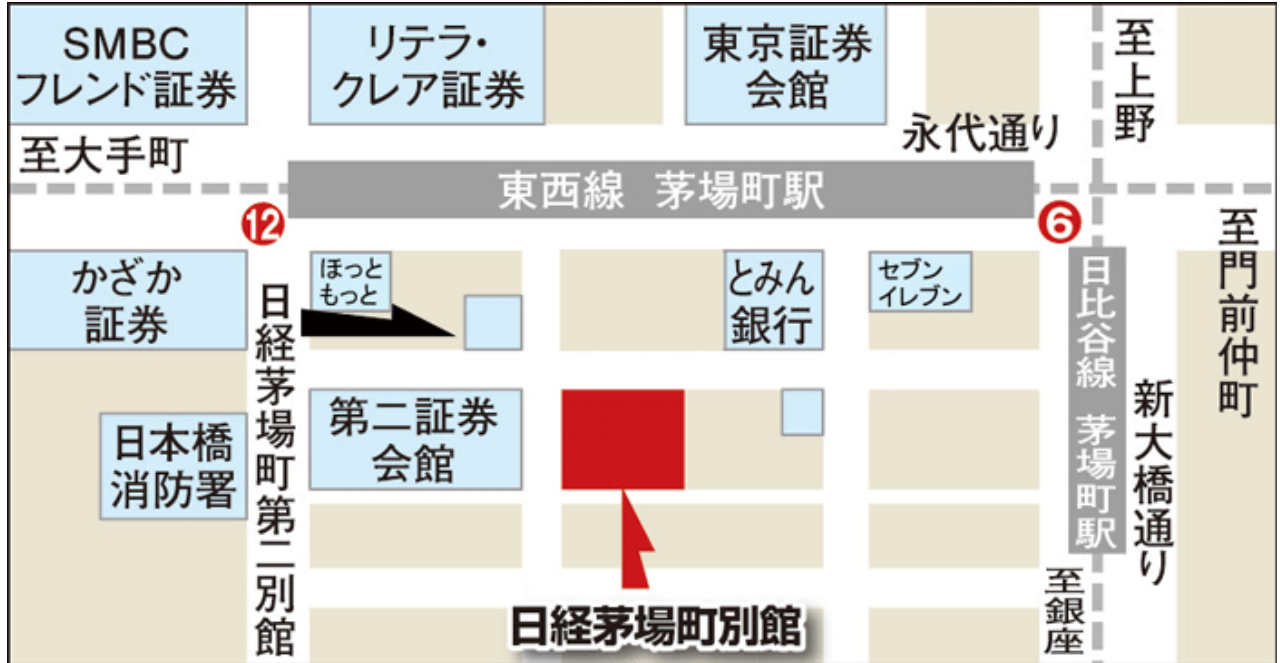 SMBC
フレンド証券
リテラ・
クレア証券
東京証券
会館
至上野
永代通り
至大手町
東西線 茅場町駅
12
6
至門前仲町
かざか
証券
ほっと
もっと
とみん
銀行
セブン
イレブン
日経茅場町第二別館
日比谷線 茅場町駅
新大橋通り
日本橋
消防署
第二証券
会館
至銀座
日経茅場町別館